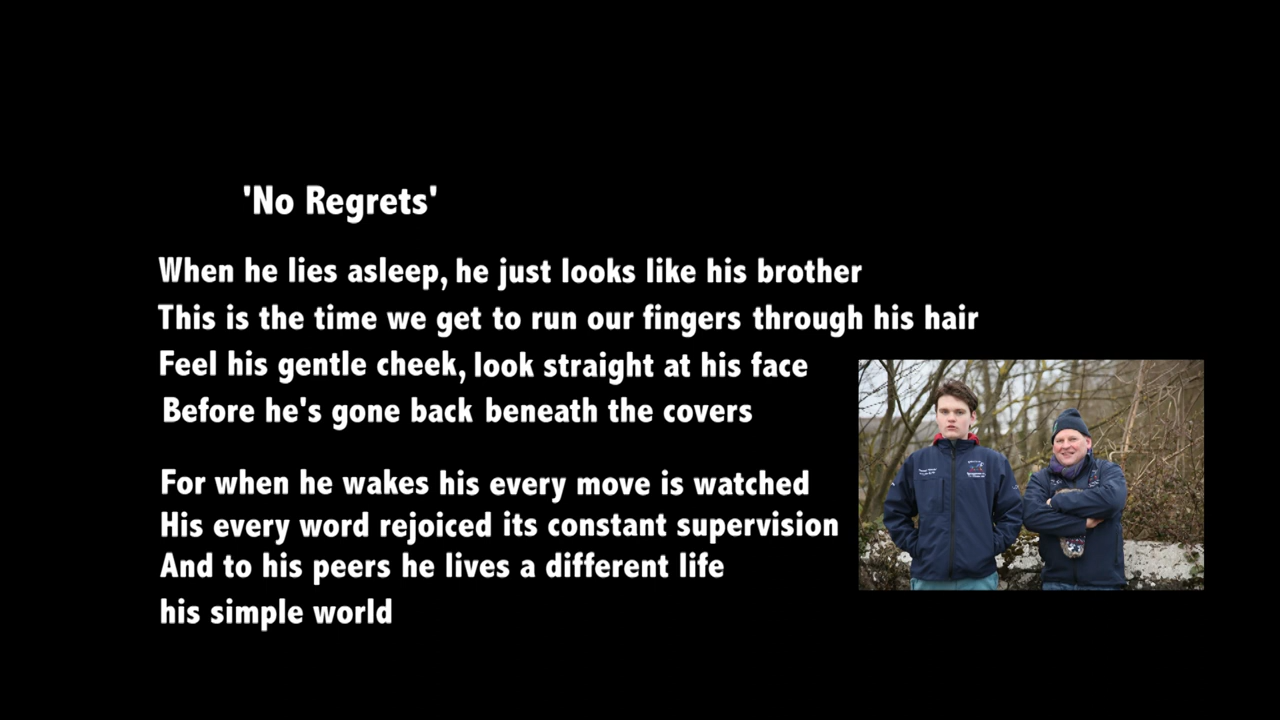 'No Regrets'
When he lies asleep, he just looks like his brother
This is the time we get to run our fingers through his hair
Feel his gentle cheek, look straight at his face
Before he's gone back beneath the covers
For when he wakes his every move is watched
His every word rejoiced its constant supervision
And to his peers he lives a different life
his simple world